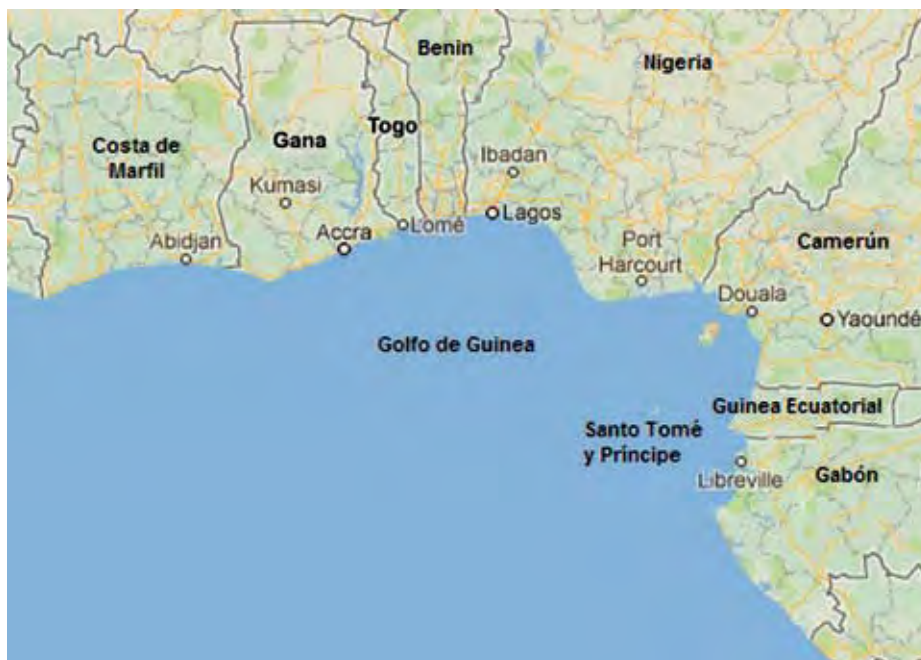 Benin
Nigeria
Costa de
Marfil
Gana
Togo
Ibadan
Kumasi
Lagos
Lomé
Accra
Abidjan
Port
Harcourt
Camerún
Douala
Yaoundé
Golfo de Guinea
Guinea Ecuatorial
Santo Tomé
y Príncipe
Libreville
Gabón